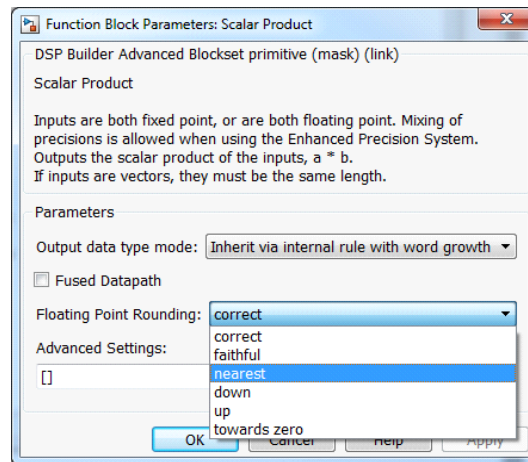 Function Block Parameters: Scalar Product
DSP Builder Advanced Blockset primitive (mask) (link)
Scalar Product
Inputs are both fixed point, or are both floating point. Mixing of
precisions is allowed when using the Enhanced Precision System.
Outputs the scalar product of the inputs, a * b.
If inputs are vectors, they must be the same length.
Parameters
Output data type mode: Inherit via internal rule with word growth
Fused Datapath
Floating Point Rounding: correct
correct
Advanced Settings:
faithful
[]
nearest
down
up
towards zero
OK Cancel Help Apply